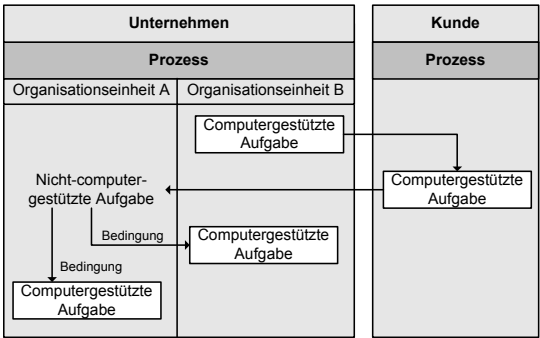 Unternehmen
Kunde
Prozess
Prozess
Organisationseinheit A
Organisationseinheit B
Computergestützte
Aufgabe
Nicht-computer-
gestützte Aufgabe
Computergestützte
Aufgabe
Bedingung
Computergestützte
Aufgabe
Bedingung
Computergestützte
Aufgabe